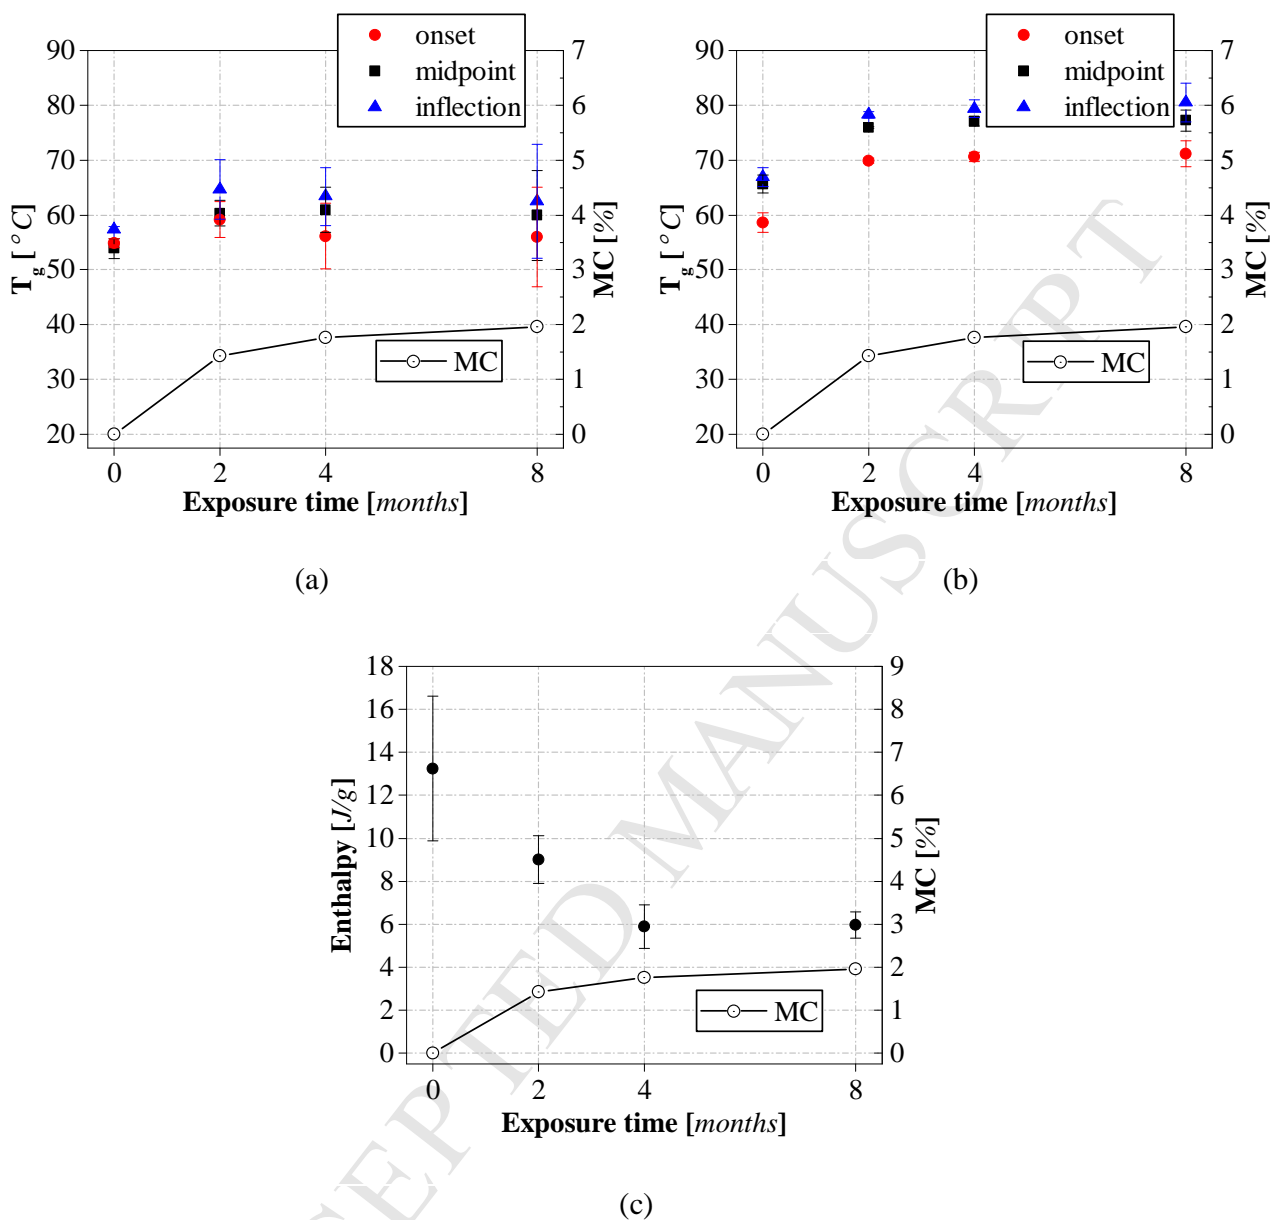 onset
midpoint
inflection
90
80
70
60
50
40
30
20
T_g [°C]
7
6
5
4
3
2
1
0
MC [%]
MC
0 2 4 8
Exposure time [months]
(a)
onset
midpoint
inflection
90
80
70
60
50
40
30
20
T_g [°C]
7
6
5
4
3
2
1
0
MC [%]
MC
0 2 4 8
Exposure time [months]
(b)
18
16
14
12
10
8
6
4
2
0
Enthalpy [J/g]
9
8
7
6
5
4
3
2
1
0
MC [%]
MC
0 2 4 8
Exposure time [months]
(c)
EPTED MANUSCRIPT